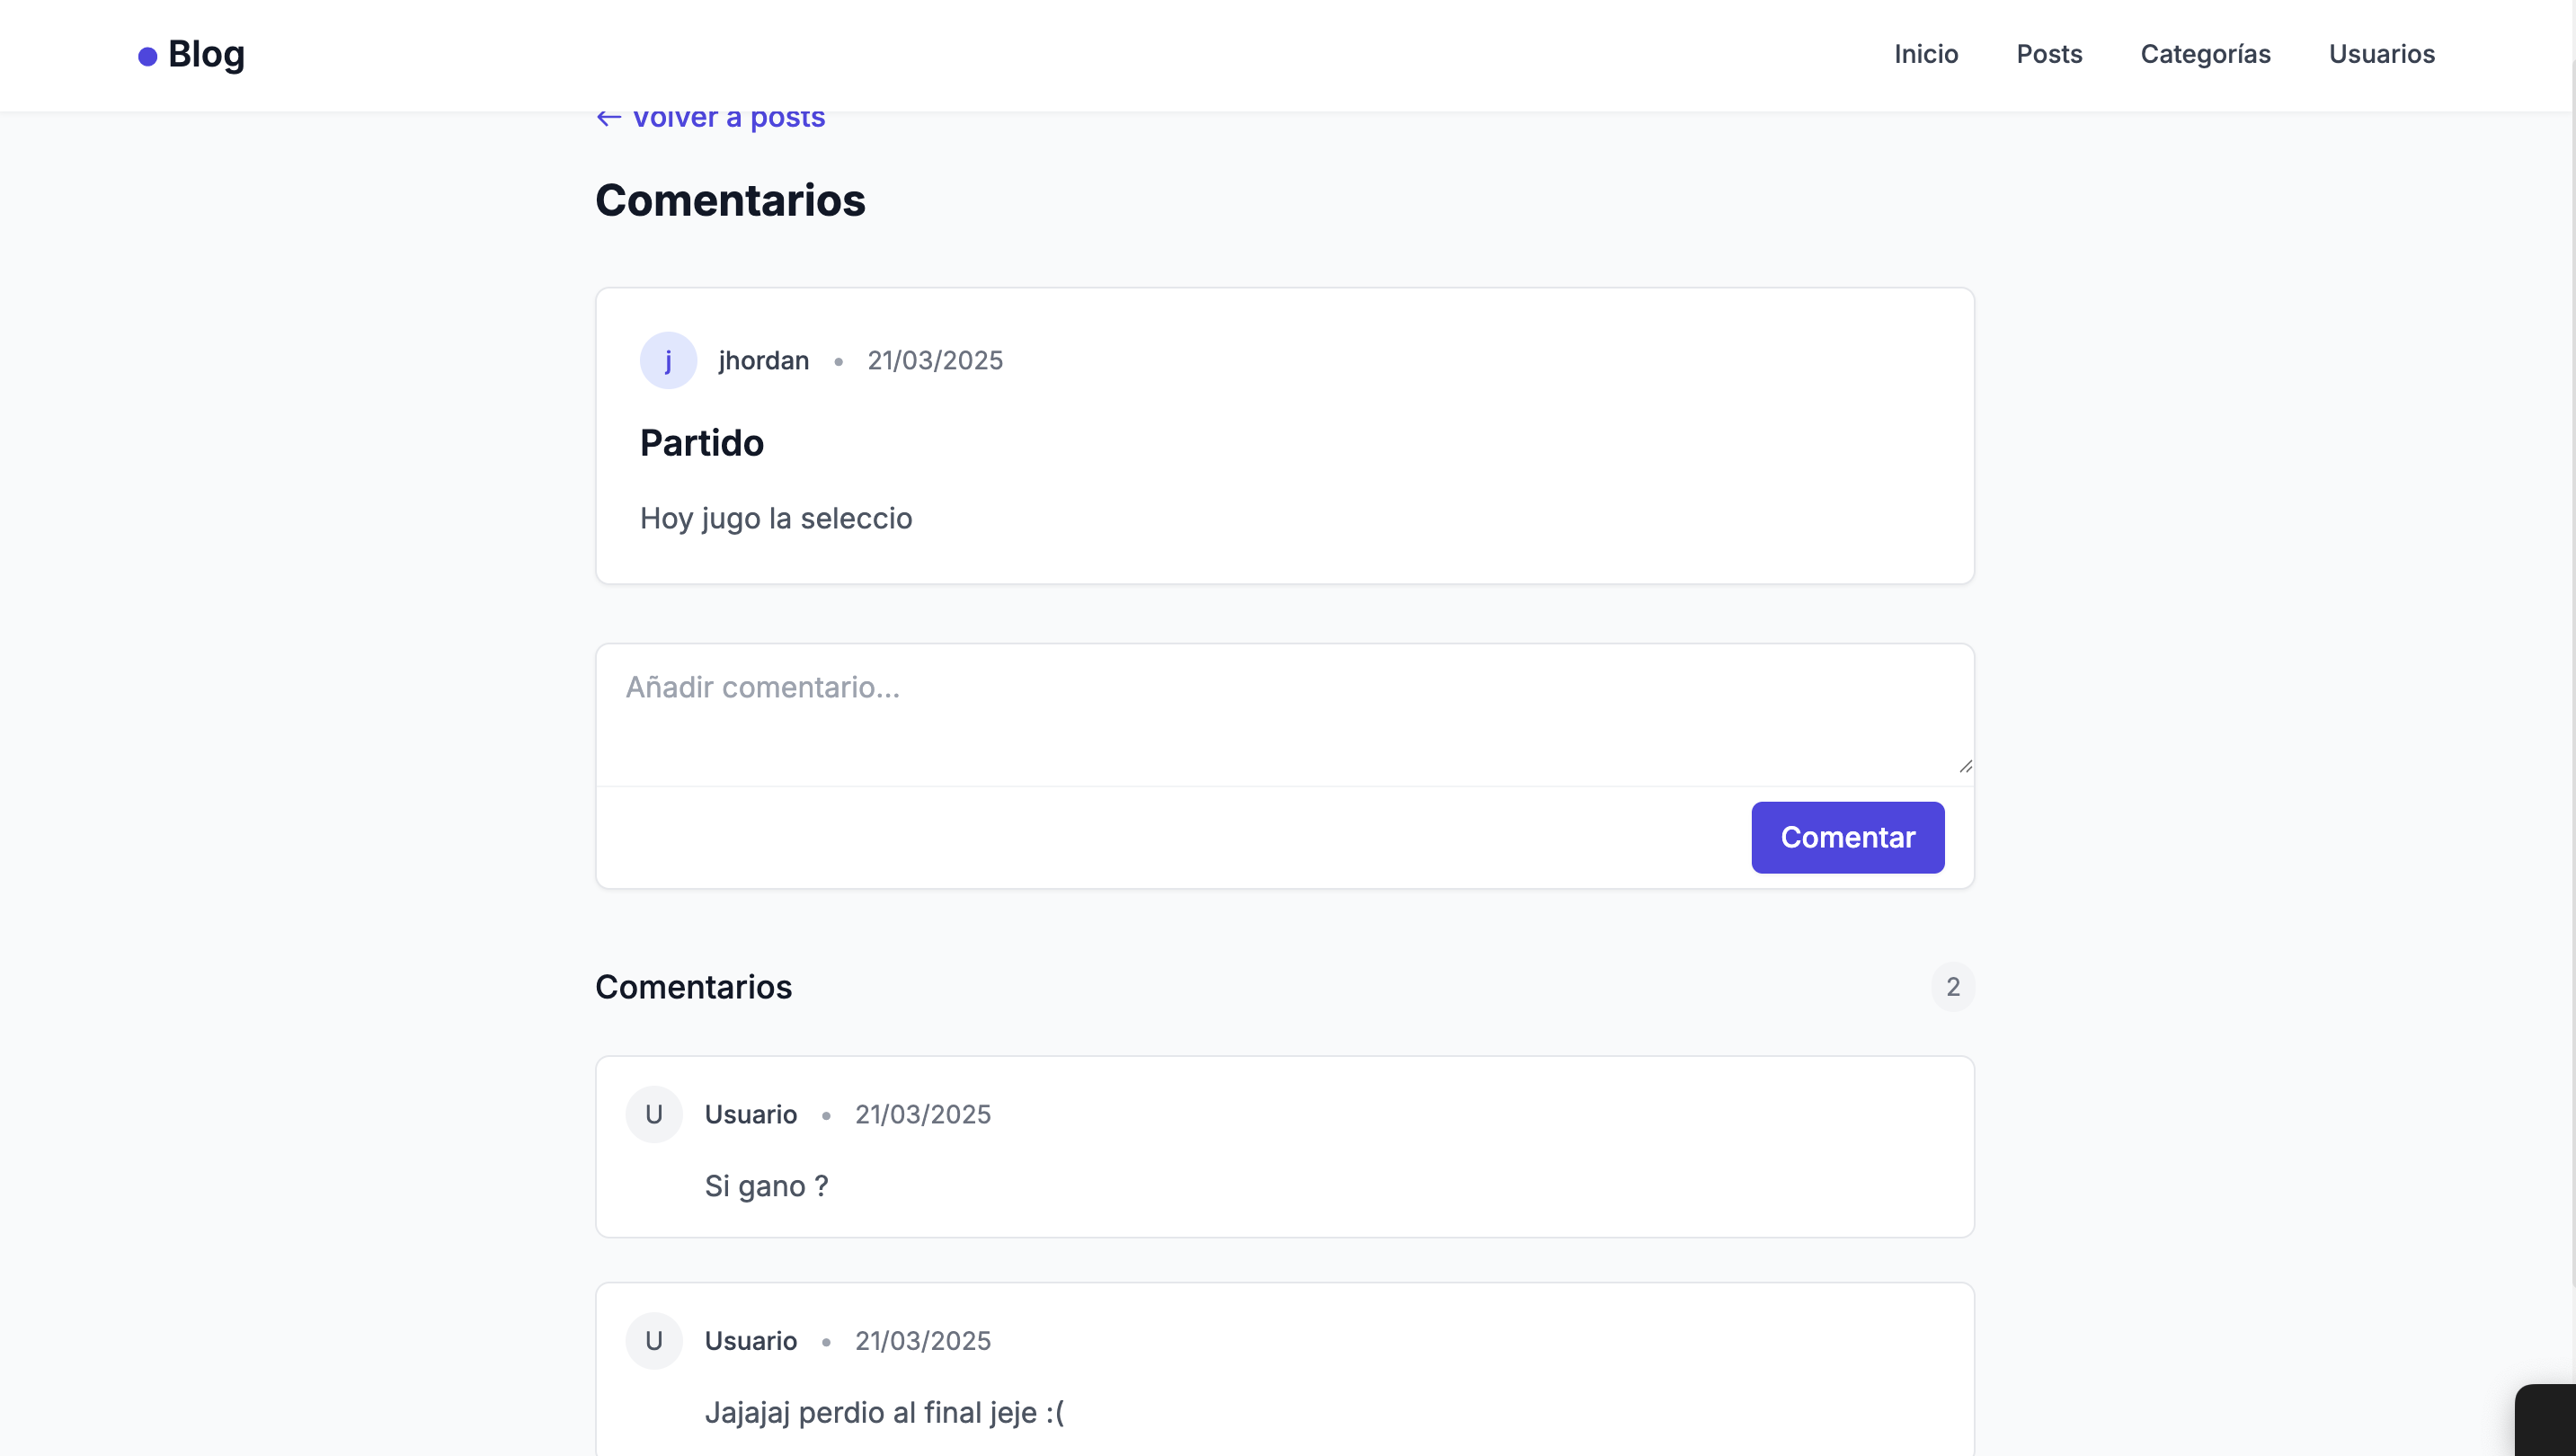 Blog
Inicio Posts Categorías Usuarios
← Volver a posts
Comentarios
j jhordan • 21/03/2025
Partido
Hoy jugo la seleccio
Añadir comentario...
Comentar
Comentarios 2
U Usuario • 21/03/2025
Si gano ?
U Usuario • 21/03/2025
Jajajaj perdio al final jeje :(